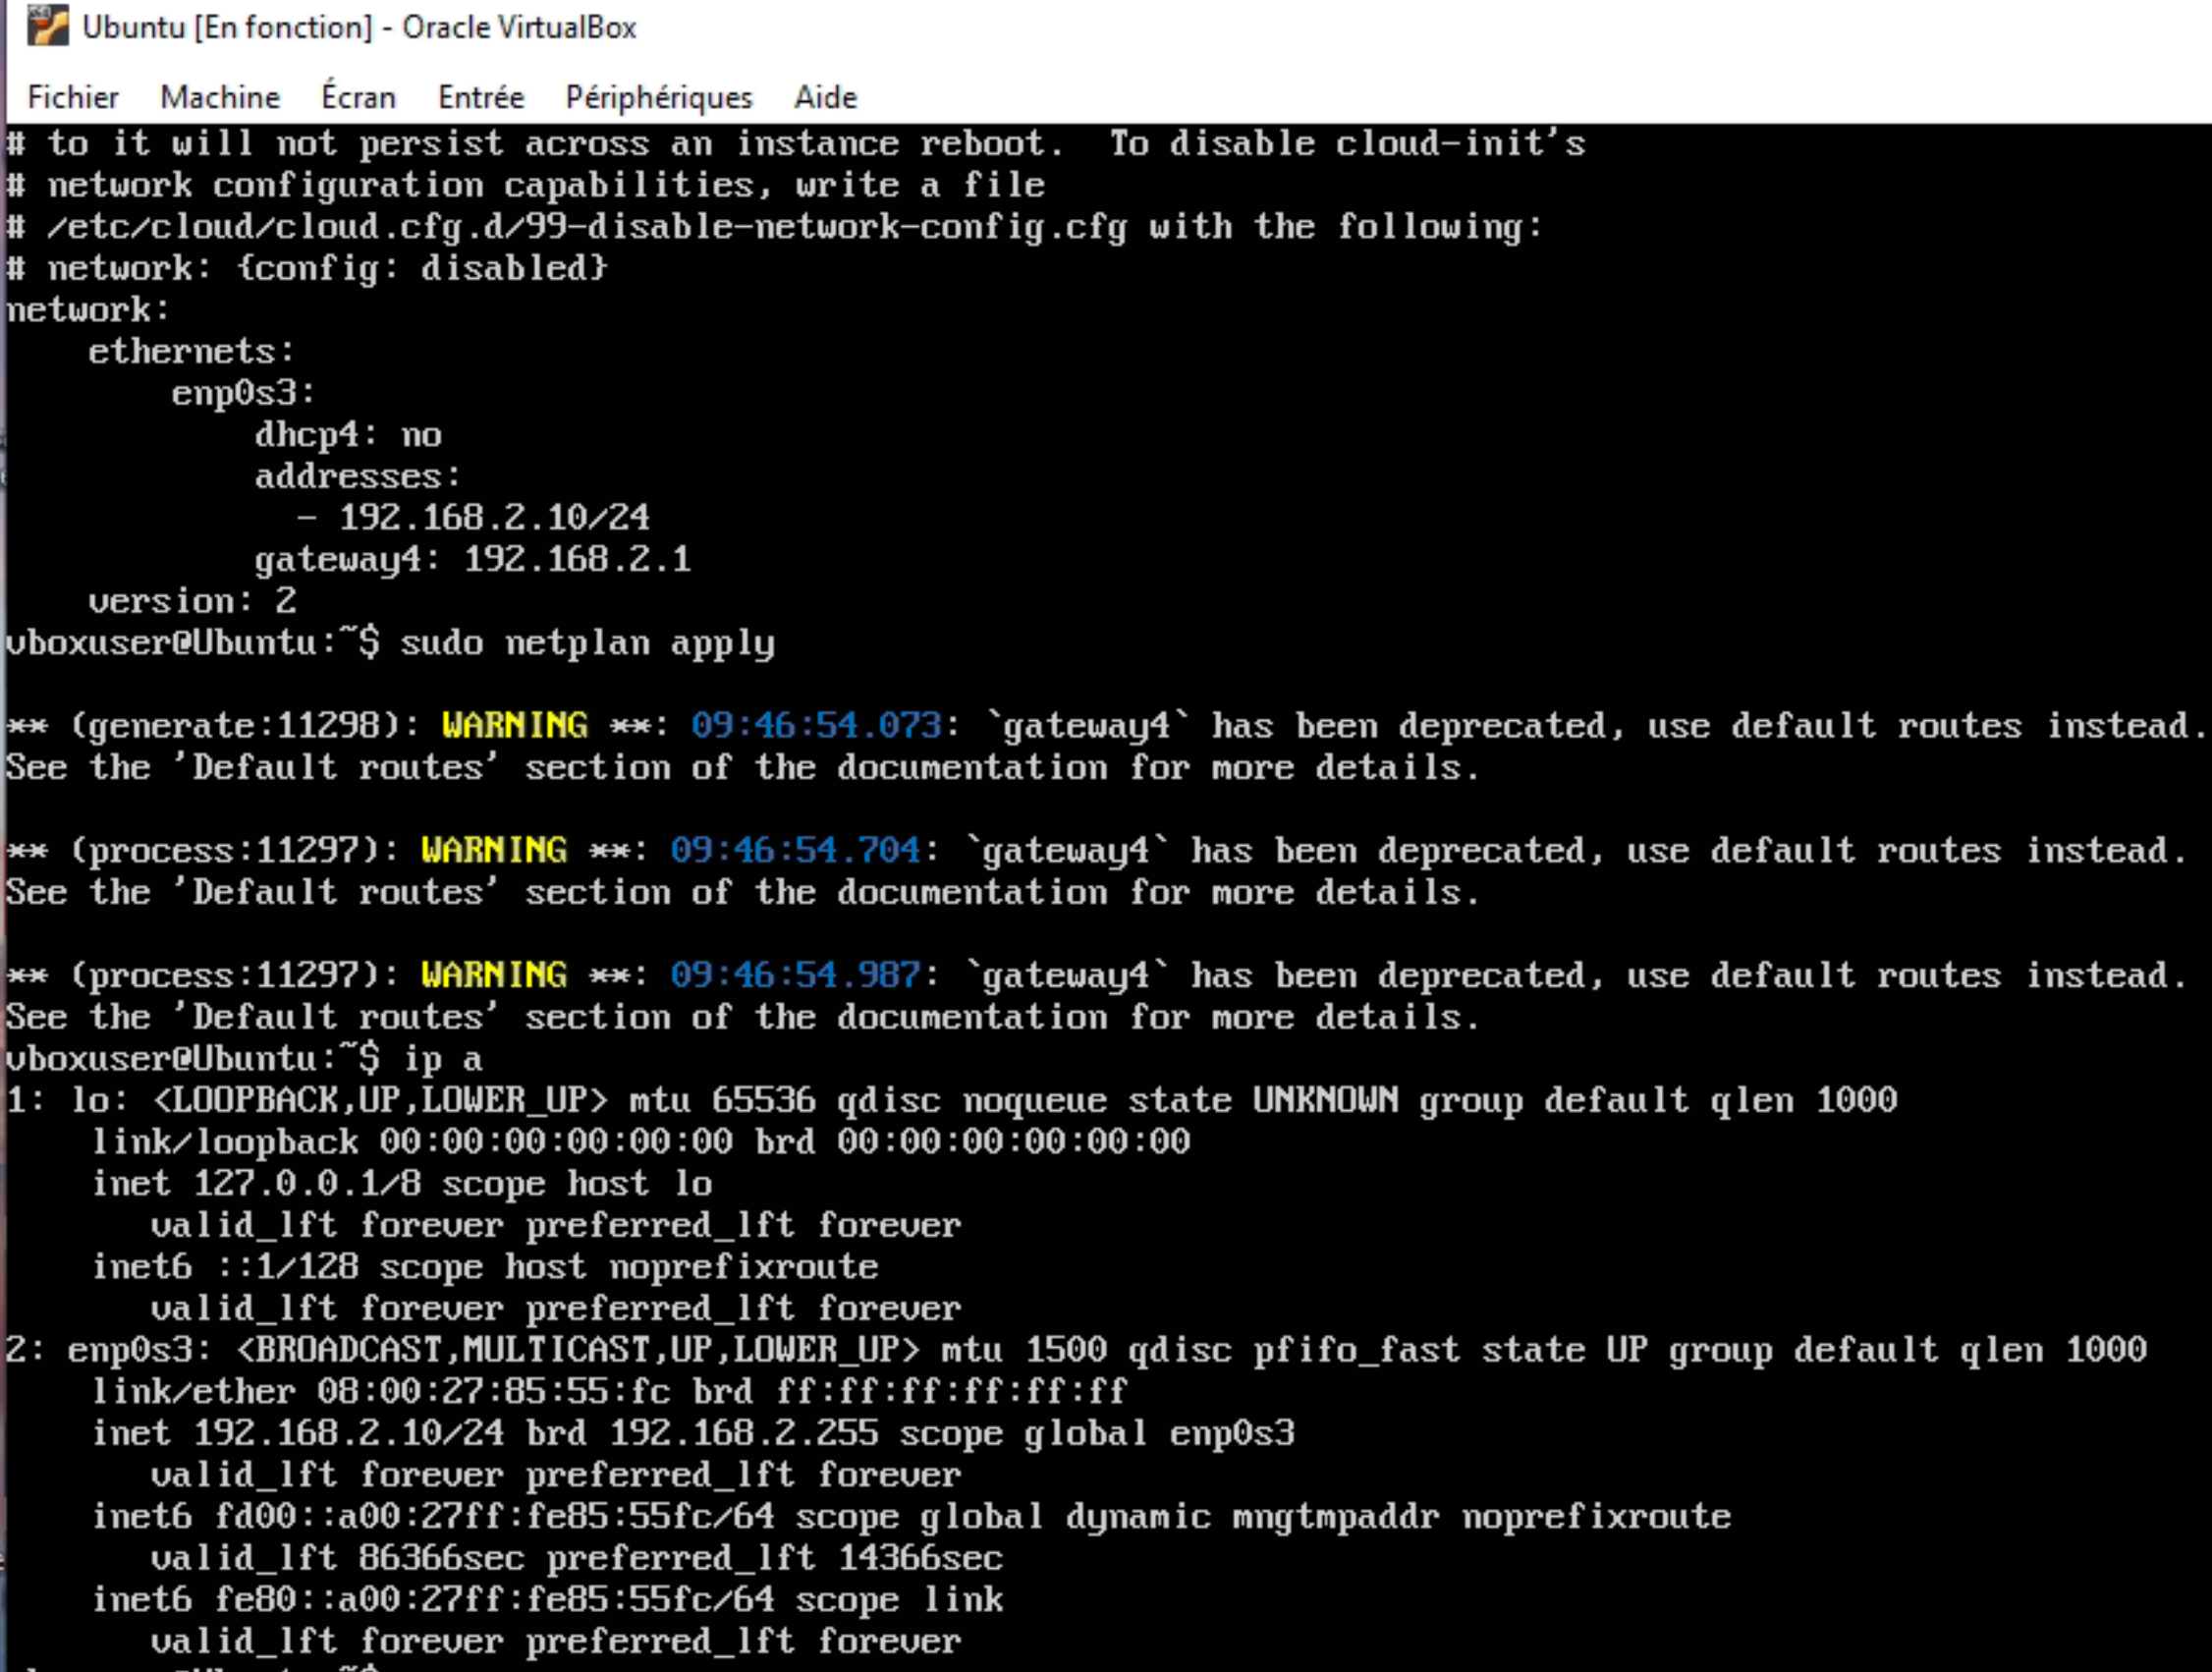 Ubuntu [En fonction] - Oracle VirtualBox
Fichier Machine Écran Entrée Périphériques Aide
# to it will not persist across an instance reboot.  To disable cloud-init's
# network configuration capabilities, write a file
# /etc/cloud/cloud.cfg.d/99-disable-network-config.cfg with the following:
# network: {config: disabled}
network:
    ethernets:
        enp0s3:
            dhcp4: no
            addresses:
              - 192.168.2.10/24
            gateway4: 192.168.2.1
    version: 2
vboxuser@Ubuntu:~$ sudo netplan apply
** (generate:11298): WARNING **: 09:46:54.073: `gateway4` has been deprecated, use default routes instead.
See the 'Default routes' section of the documentation for more details.
** (process:11297): WARNING **: 09:46:54.704: `gateway4` has been deprecated, use default routes instead.
See the 'Default routes' section of the documentation for more details.
** (process:11297): WARNING **: 09:46:54.987: `gateway4` has been deprecated, use default routes instead.
See the 'Default routes' section of the documentation for more details.
vboxuser@Ubuntu:~$ ip a
1: lo: <LOOPBACK,UP,LOWER_UP> mtu 65536 qdisc noqueue state UNKNOWN group default qlen 1000
    link/loopback 00:00:00:00:00:00 brd 00:00:00:00:00:00
    inet 127.0.0.1/8 scope host lo
       valid_lft forever preferred_lft forever
    inet6 ::1/128 scope host noprefixroute
       valid_lft forever preferred_lft forever
2: enp0s3: <BROADCAST,MULTICAST,UP,LOWER_UP> mtu 1500 qdisc pfifo_fast state UP group default qlen 1000
    link/ether 08:00:27:85:55:fc brd ff:ff:ff:ff:ff:ff
    inet 192.168.2.10/24 brd 192.168.2.255 scope global enp0s3
       valid_lft forever preferred_lft forever
    inet6 fd00::a00:27ff:fe85:55fc/64 scope global dynamic mngtmpaddr noprefixroute
       valid_lft 86366sec preferred_lft 14366sec
    inet6 fe80::a00:27ff:fe85:55fc/64 scope link
       valid_lft forever preferred_lft forever